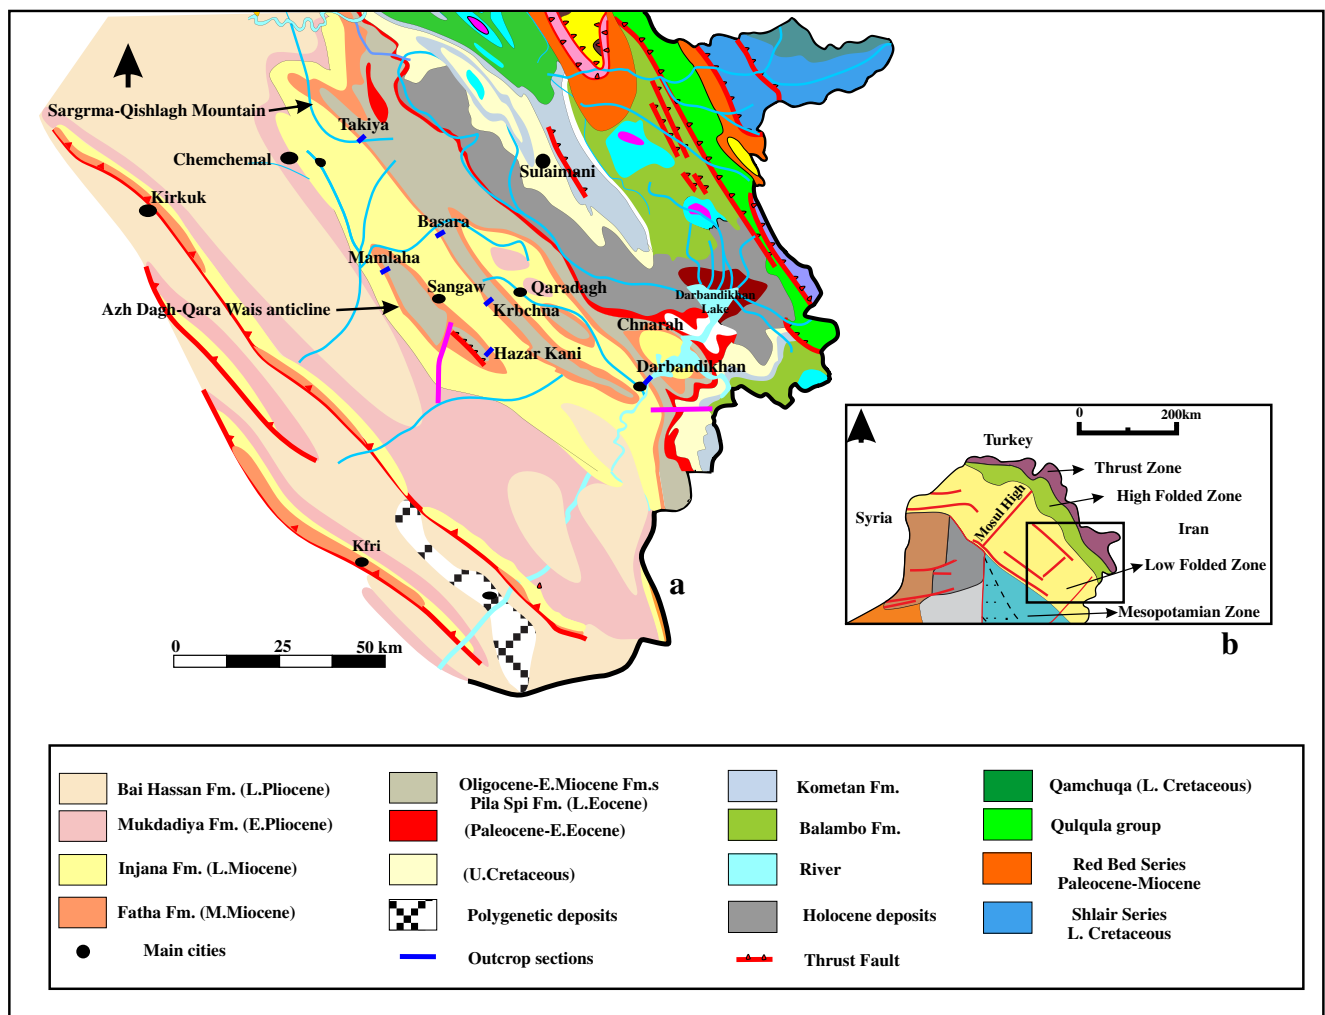 Sargrma-Qishlagh Mountain
Takiya
Chemchemal
Sulaimani
Kirkuk
Basara
Mamlaha
Sangaw
Qaradagh
Darbandikhan
Lake
Azh Dagh-Qara Wais anticline
Krbchna
Chnarah
Hazar Kani
Darbandikhan
Kfri
a
0 25 50 km
0 200km
Turkey
Thrust Zone
High Folded Zone
Mosul High
Syria
Iran
Low Folded Zone
Mesopotamian Zone
b
Bai Hassan Fm. (L.Pliocene)
Mukdadiya Fm. (E.Pliocene)
Injana Fm. (L.Miocene)
Fatha Fm. (M.Miocene)
Main cities
Oligocene-E.Miocene Fm.s
Pila Spi Fm. (L.Eocene)
(Paleocene-E.Eocene)
(U.Cretaceous)
Polygenetic deposits
Outcrop sections
Kometan Fm.
Balambo Fm.
River
Holocene deposits
Thrust Fault
Qamchuqa (L. Cretaceous)
Qulqula group
Red Bed Series
Paleocene-Miocene
Shlair Series
L. Cretaceous